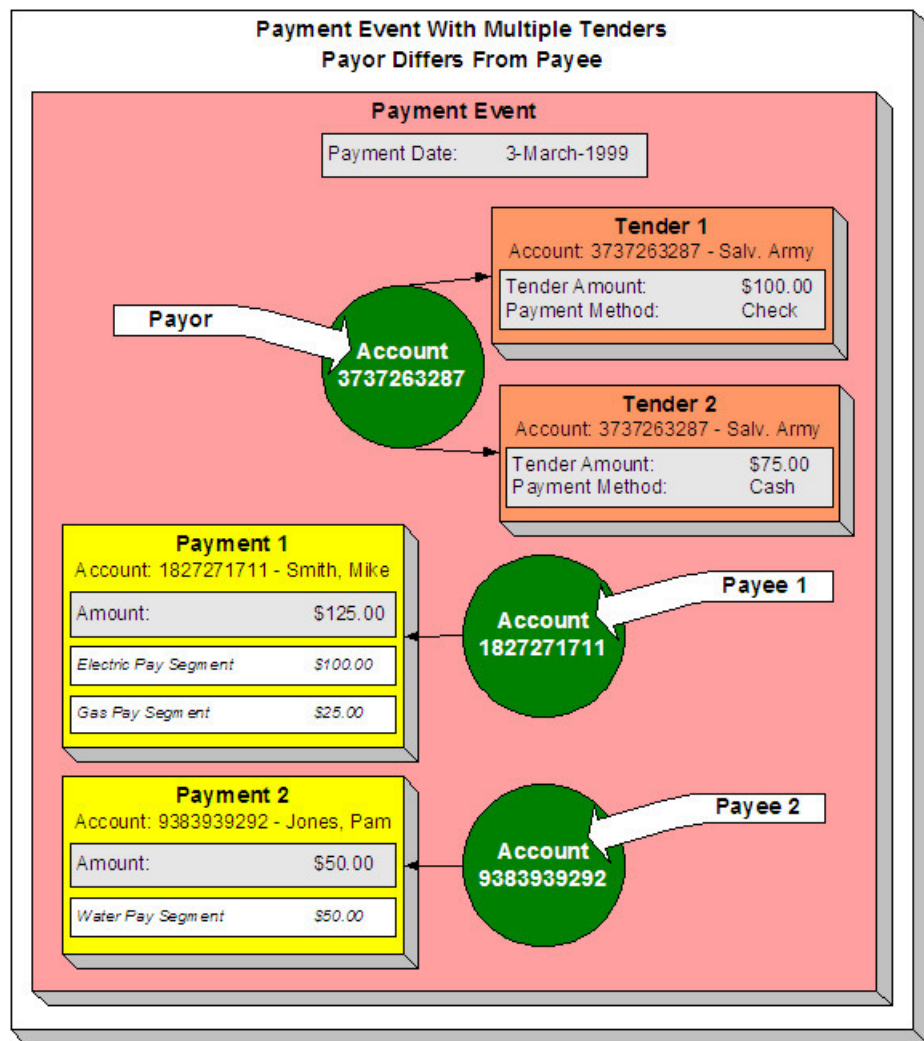 Payment Event With Multiple Tenders
Payor Differs From Payee
Payment Event
Payment Date: 3-March-1999
Tender 1
Account: 3737263287 - Salv. Army
Tender Amount: $100.00
Payment Method: Check
Payor
Account
3737263287
Tender 2
Account: 3737263287 - Salv. Army
Tender Amount: $75.00
Payment Method: Cash
Payment 1
Account: 1827271711 - Smith, Mike
Amount: $125.00
Electric Pay Segment $100.00
Gas Pay Segment $25.00
Payee 1
Account
1827271711
Payment 2
Account: 9383939292 - Jones, Pam
Amount: $50.00
Water Pay Segment $50.00
Payee 2
Account
9383939292